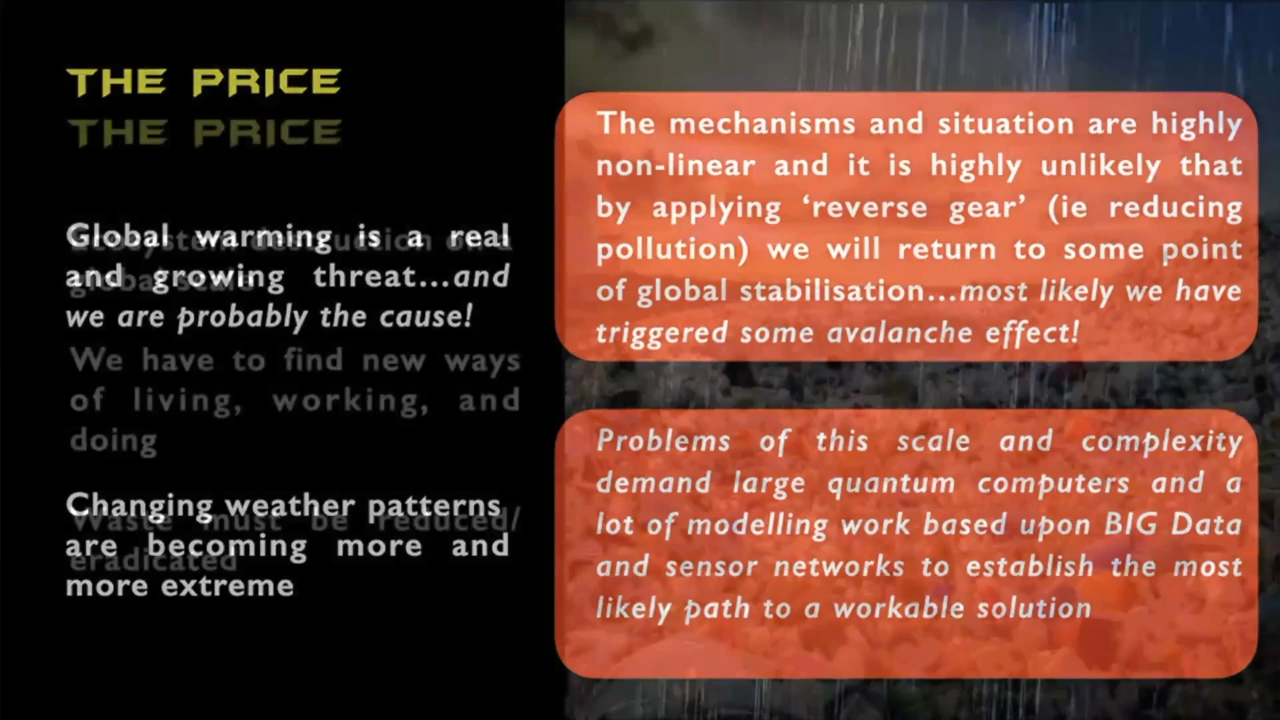 THE PRICE
THE PRICE
Global warming is a real
and growing threat...and
we are probably the cause!
We have to find new ways
of living, working, and
doing
Changing weather patterns
are becoming more and
more extreme
Waste must be reduced/
eradicated
The mechanisms and situation are highly
non-linear and it is highly unlikely that
by applying ‘reverse gear’ (ie reducing
pollution) we will return to some point
of global stabilisation...most likely we have
triggered some avalanche effect!
Problems of this scale and complexity
demand large quantum computers and a
lot of modelling work based upon BIG Data
and sensor networks to establish the most
likely path to a workable solution